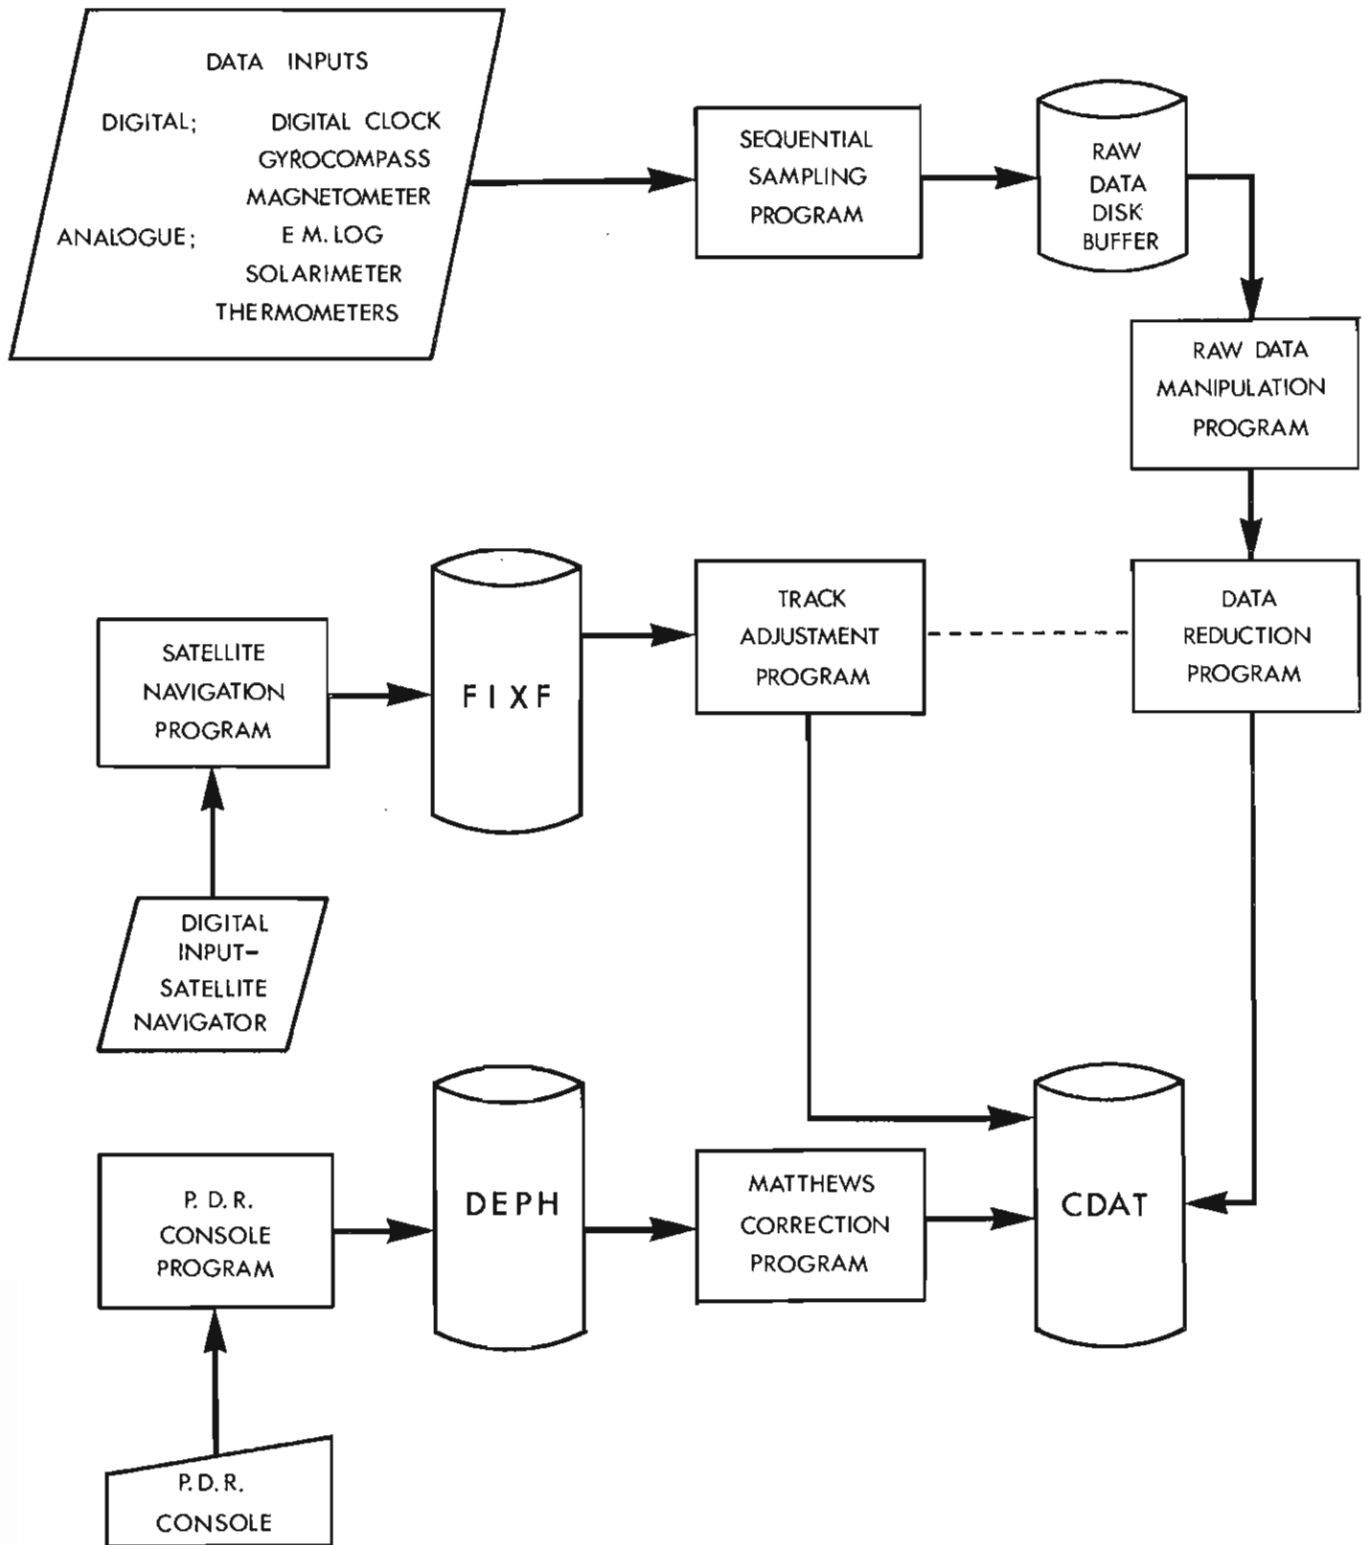 DATA INPUTS
DIGITAL; DIGITAL CLOCK
GYROCOMPASS
MAGNETOMETER
ANALOGUE; E M. LOG
SOLARIMETER
THERMOMETERS
SEQUENTIAL
SAMPLING
PROGRAM
RAW
DATA
DISK
BUFFER
RAW DATA
MANIPULATION
PROGRAM
SATELLITE
NAVIGATION
PROGRAM
FIXF
TRACK
ADJUSTMENT
PROGRAM
DATA
REDUCTION
PROGRAM
DIGITAL
INPUT-
SATELLITE
NAVIGATOR
P. D. R.
CONSOLE
PROGRAM
DEPH
MATTHEWS
CORRECTION
PROGRAM
CDAT
P. D. R.
CONSOLE